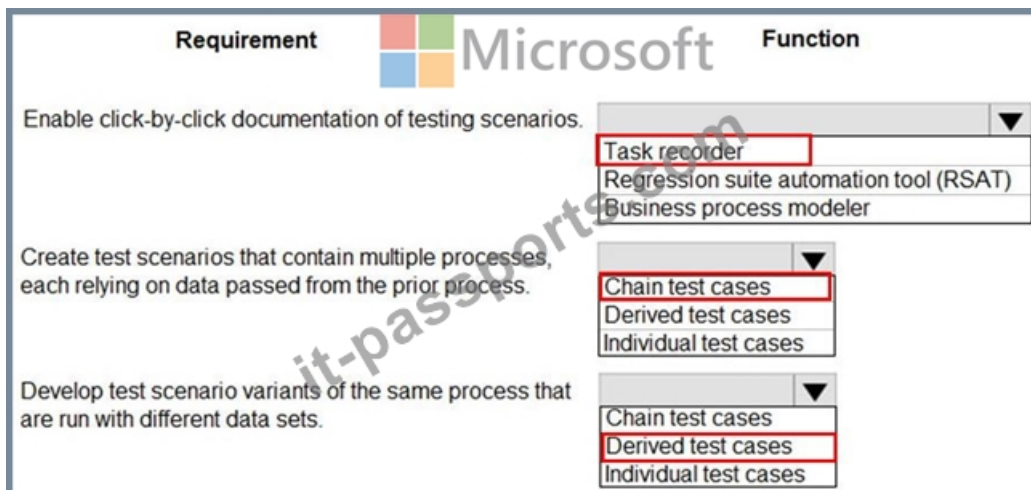 Requirement
Microsoft
Function
Enable click-by-click documentation of testing scenarios.
Task recorder
Regression suite automation tool (RSAT)
Business process modeler
Create test scenarios that contain multiple processes,
each relying on data passed from the prior process.
Chain test cases
Derived test cases
Individual test cases
Develop test scenario variants of the same process that
are run with different data sets.
Chain test cases
Derived test cases
Individual test cases
it-passports.com